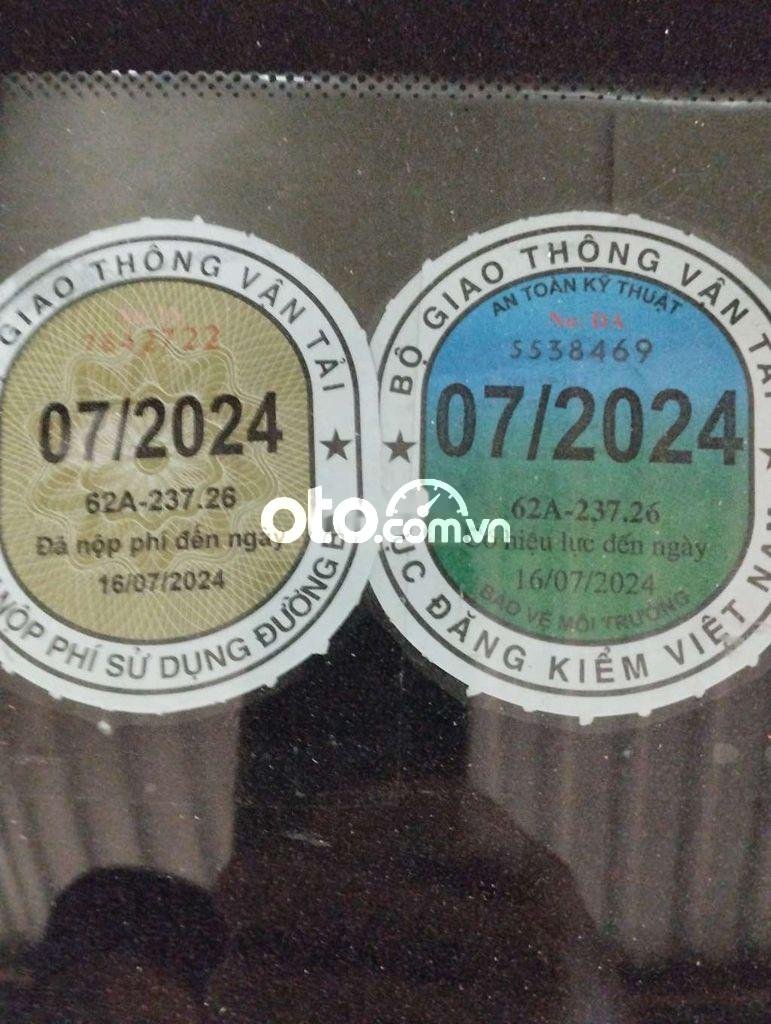 GIAO THÔNG VẬN TẢI
7842722
07/2024
62A-237.26
Đã nộp phí đến ngày
16/07/2024
NỘP PHÍ SỬ DỤNG ĐƯỜNG
BỘ GIAO THÔNG VẬN TẢI
AN TOÀN KỸ THUẬT
No. DA
5538469
07/2024
62A-237.26
hiệu lực đến ngày
16/07/2024
BẢO VỆ MÔI TRƯỜNG
CỤC ĐĂNG KIỂM VIỆT NAM
oto.com.vn